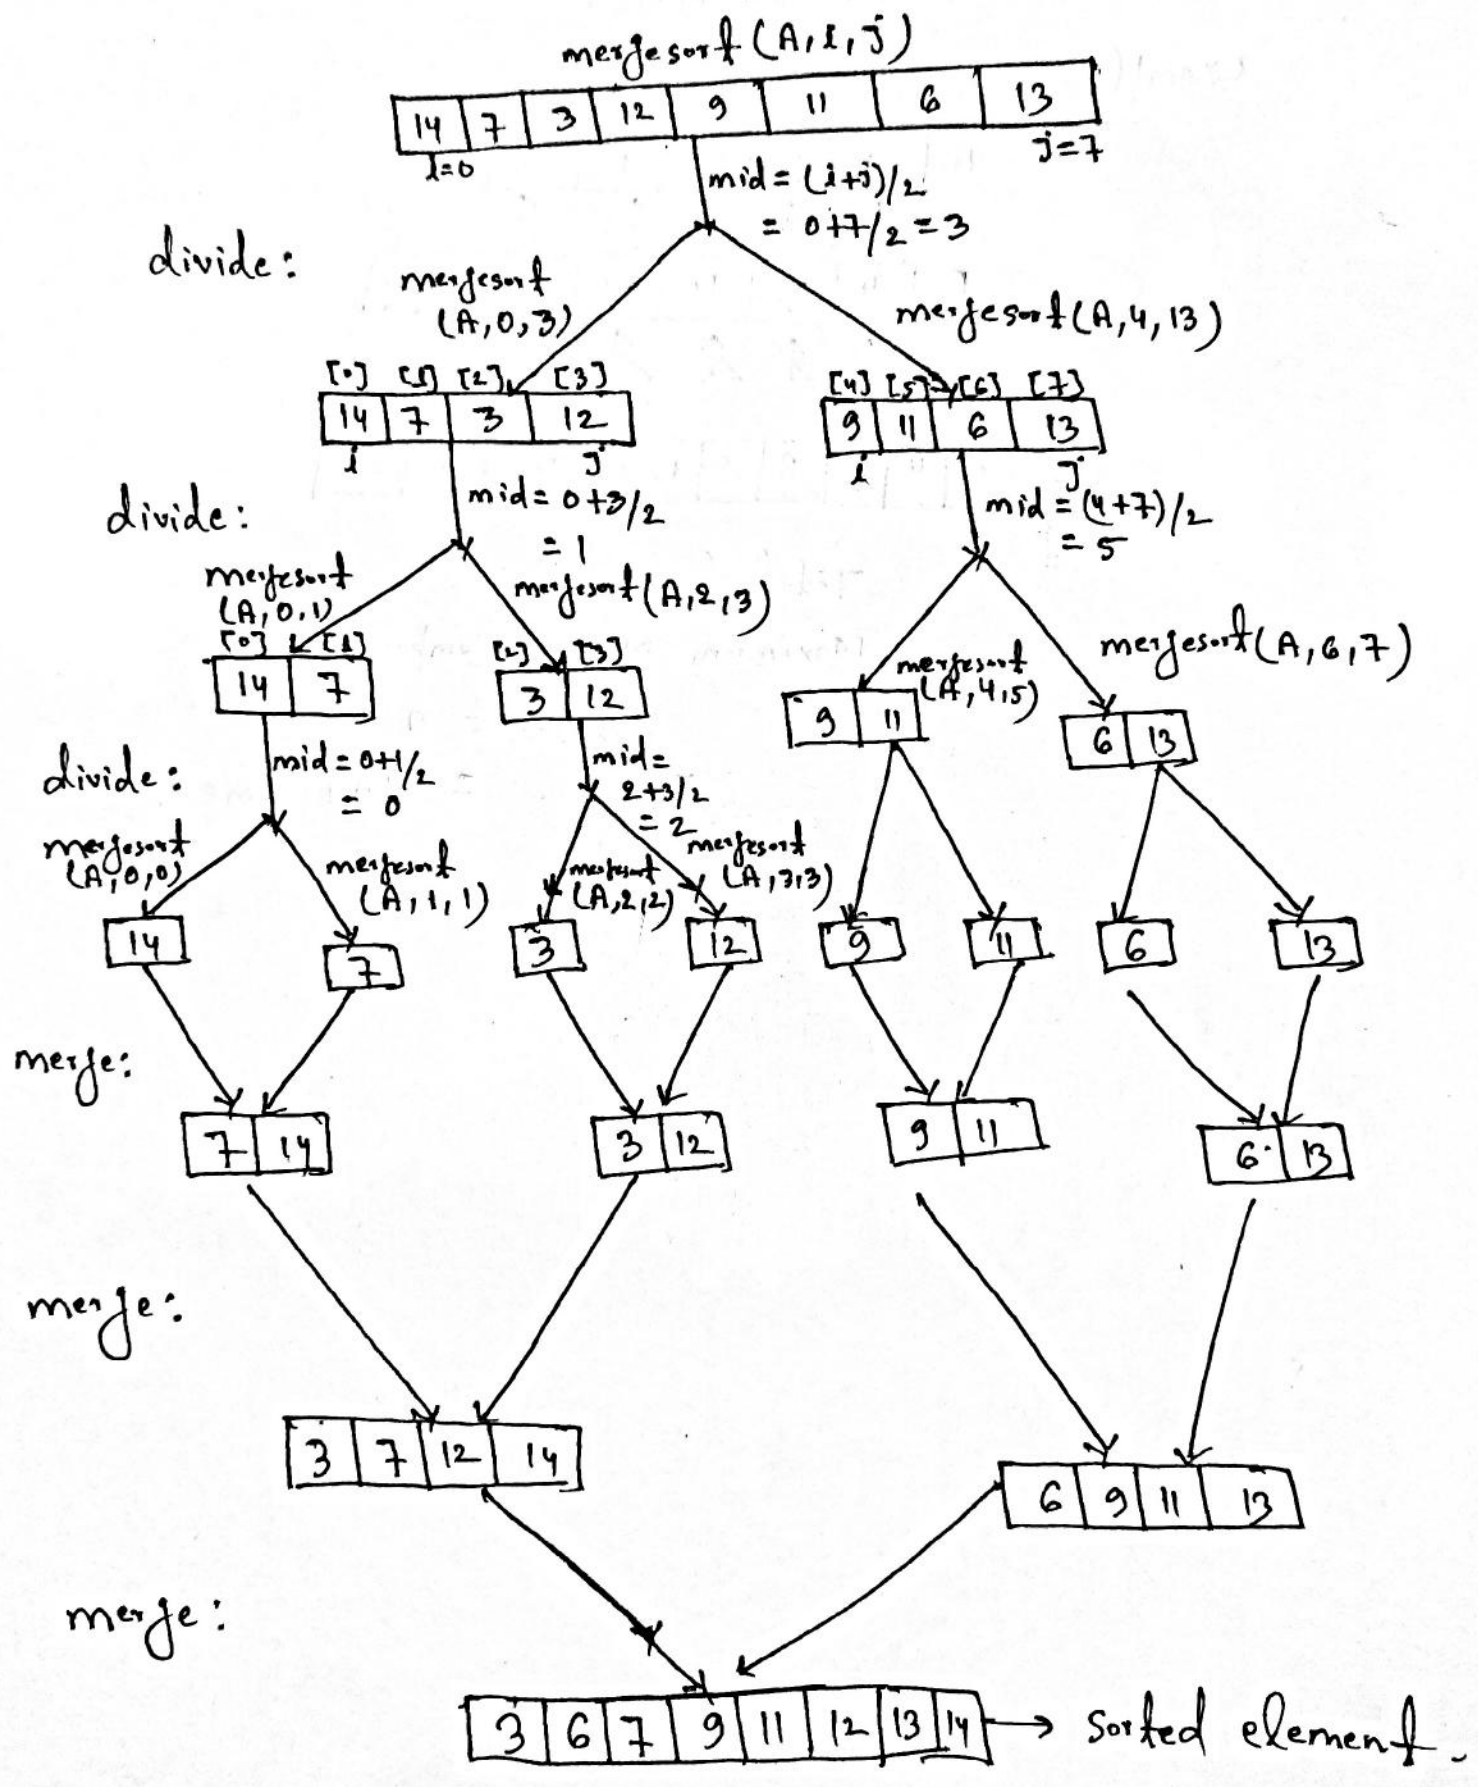 mergesort (A, i, j)
14 7 3 12 9 11 6 13
i=0
j=7
mid = (i+j)/2
= 0+7/2 = 3
divide:
mergesort
(A, 0, 3)
mergesort (A, 4, 13)
[0] [1] [2] [3]
14 7 3 12
i j
[4] [5] [6] [7]
9 11 6 13
i j
divide:
mid = 0+3/2
= 1
mid = (4+7)/2
= 5
mergesort
(A, 0, 1)
mergesort (A, 2, 3)
mergesort
(A, 4, 5)
mergesort (A, 6, 7)
[0] [1]
14 7
[2] [3]
3 12
9 11
6 13
divide:
mid = 0+1/2
= 0
mid =
2+3/2
= 2
mergesort
(A, 0, 0)
mergesort
(A, 1, 1)
mergesort
(A, 2, 2)
mergesort
(A, 3, 3)
14
7
3
12
9
11
6
13
merge:
7 14
3 12
9 11
6 13
merge:
3 7 12 14
6 9 11 13
merge:
3 6 7 9 11 12 13 14 → sorted element.